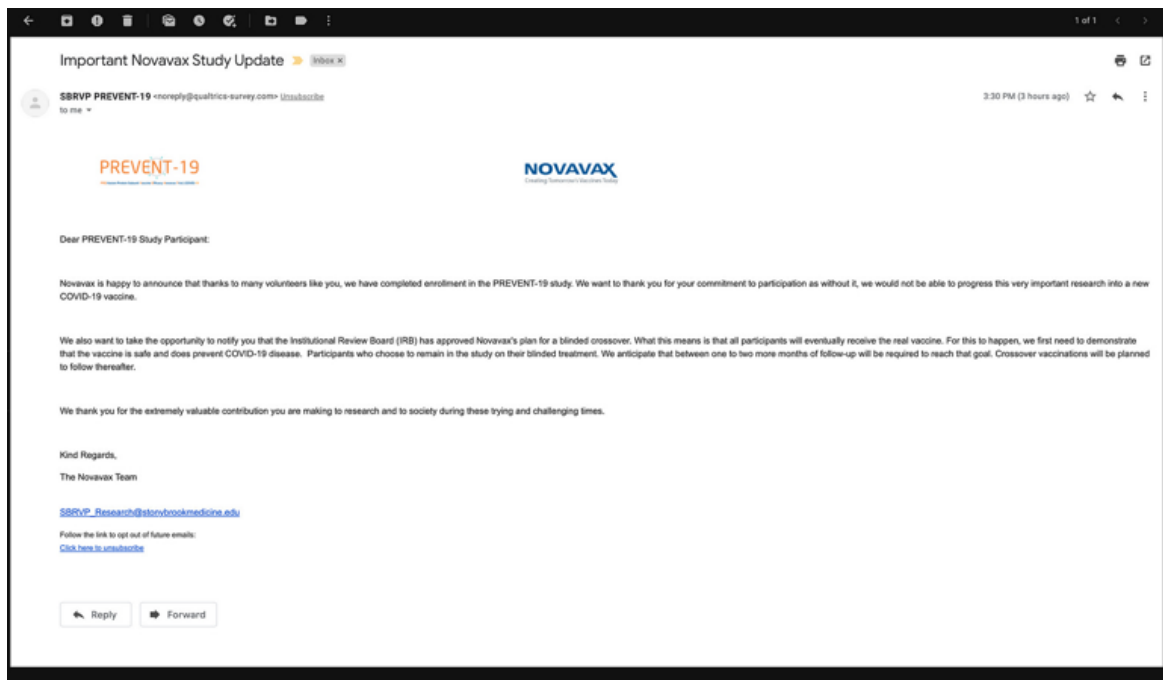 1 of 1
Important Novavax Study Update Inbox x
SBRVP PREVENT-19 <noreply@qualtrics-survey.com> Unsubscribe
3:30 PM (3 hours ago)
to me
PREVENT-19
NOVAVAX
Creating Tomorrow's Vaccines Today
Dear PREVENT-19 Study Participant:
Novavax is happy to announce that thanks to many volunteers like you, we have completed enrollment in the PREVENT-19 study. We want to thank you for your commitment to participation as without it, we would not be able to progress this very important research into a new
COVID-19 vaccine.
We also want to take the opportunity to notify you that the Institutional Review Board (IRB) has approved Novavax's plan for a blinded crossover. What this means is that all participants will eventually receive the real vaccine. For this to happen, we first need to demonstrate
that the vaccine is safe and does prevent COVID-19 disease. Participants who choose to remain in the study on their blinded treatment. We anticipate that between one to two more months of follow-up will be required to reach that goal. Crossover vaccinations will be planned
to follow thereafter.
We thank you for the extremely valuable contribution you are making to research and to society during these trying and challenging times.
Kind Regards,
The Novavax Team
SBRVP_Research@stonybrookmedicine.edu
Follow the link to opt out of future emails:
Click here to unsubscribe
Reply Forward